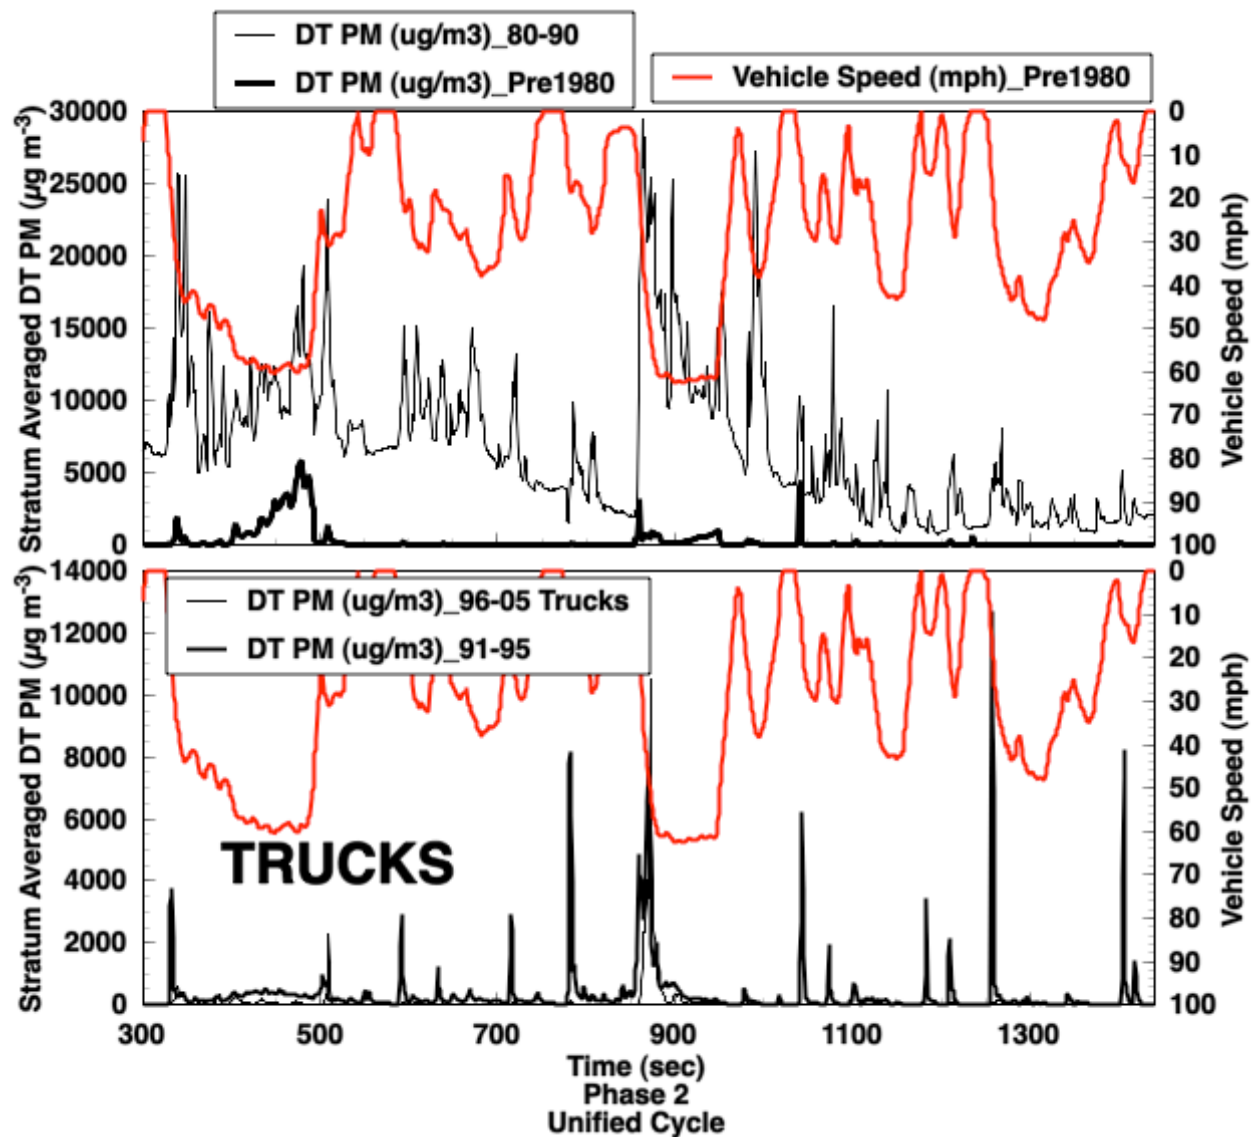 DT PM (ug/m3)_80-90
DT PM (ug/m3)_Pre1980
Vehicle Speed (mph)_Pre1980
Stratum Averaged DT PM (µg m-3)
30000
25000
20000
15000
10000
5000
0
0
10
20
30
40
50
60
70
80
90
100
Vehicle Speed (mph)
DT PM (ug/m3)_96-05 Trucks
DT PM (ug/m3)_91-95
Stratum Averaged DT PM (µg m-3)
14000
12000
10000
8000
6000
4000
2000
0
TRUCKS
0
10
20
30
40
50
60
70
80
90
100
Vehicle Speed (mph)
300 500 700 900 1100 1300
Time (sec)
Phase 2
Unified Cycle